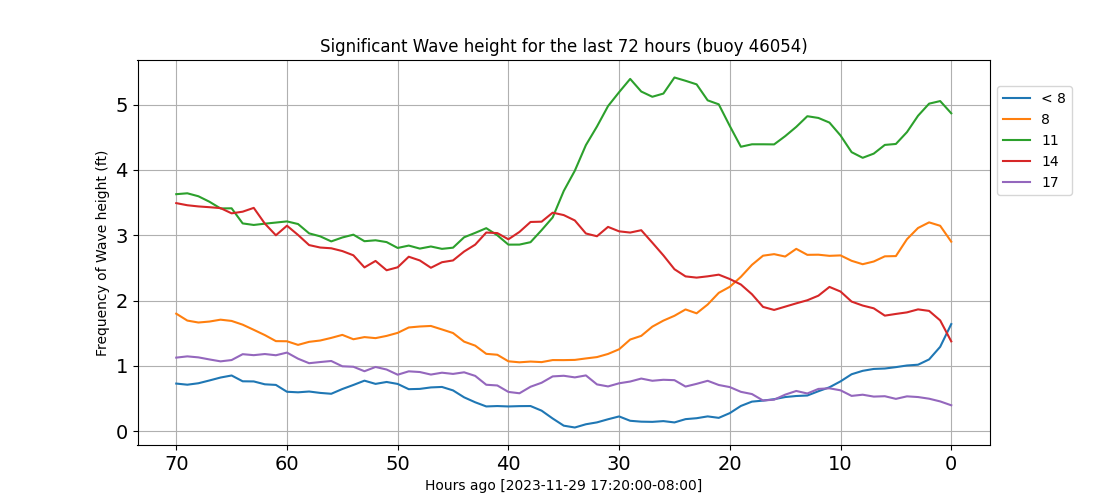 Significant Wave height for the last 72 hours (buoy 46054)
Frequency of Wave height (ft)
5
4
3
2
1
0
70 60 50 40 30 20 10 0
Hours ago [2023-11-29 17:20:00-08:00]
< 8
8
11
14
17